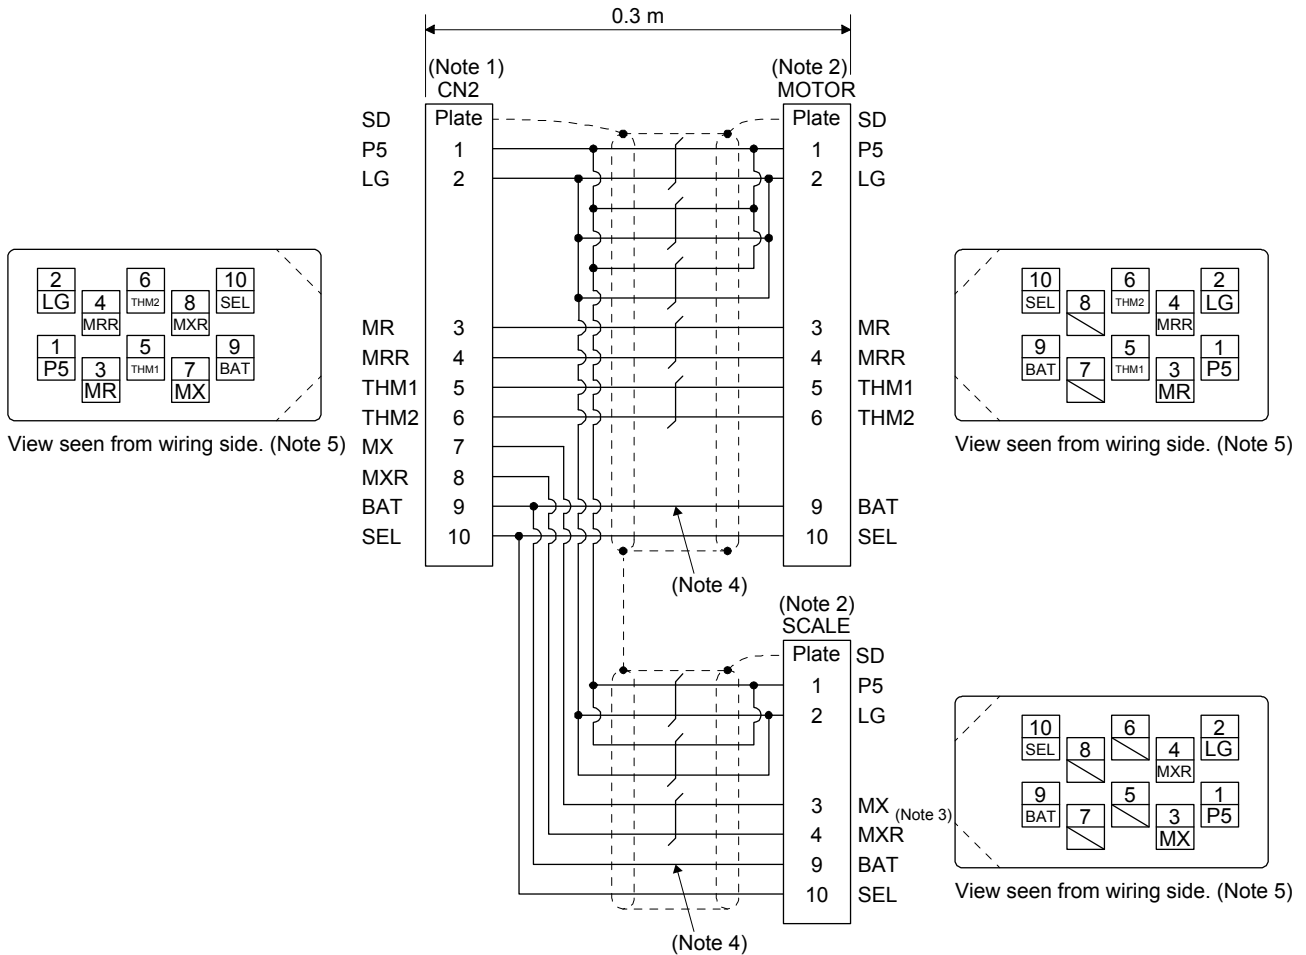 0.3 m
(Note 1)
CN2
(Note 2)
MOTOR
SD Plate Plate SD
P5 1 1 P5
LG 2 2 LG
MR 3 3 MR
MRR 4 4 MRR
THM1 5 5 THM1
THM2 6 6 THM2
MX 7
MXR 8
BAT 9 9 BAT
SEL 10 10 SEL
(Note 4)
2 6 10
LG 4 THM2 8 SEL
MRR MXR
1 5 9
P5 3 THM1 7 BAT
MR MX
View seen from wiring side. (Note 5)
10 6 2
SEL 8 THM2 4 LG
MRR
9 5 1
BAT 7 THM1 3 P5
MR
View seen from wiring side. (Note 5)
(Note 2)
SCALE
Plate SD
1 P5
2 LG
3 MX (Note 3)
4 MXR
9 BAT
10 SEL
(Note 4)
10 6 2
SEL 8 4 LG
MXR
9 5 1
BAT 7 3 P5
MX
View seen from wiring side. (Note 5)